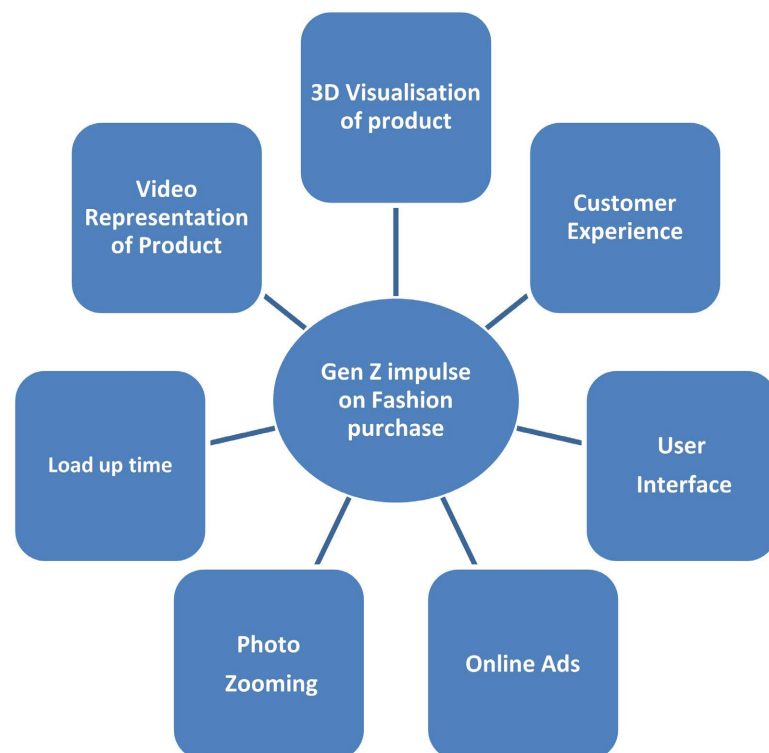 3D Visualisation
of product
Video
Representation
of Product
Customer
Experience
Gen Z impulse
on Fashion
purchase
Load up time
User
Interface
Photo
Zooming
Online Ads